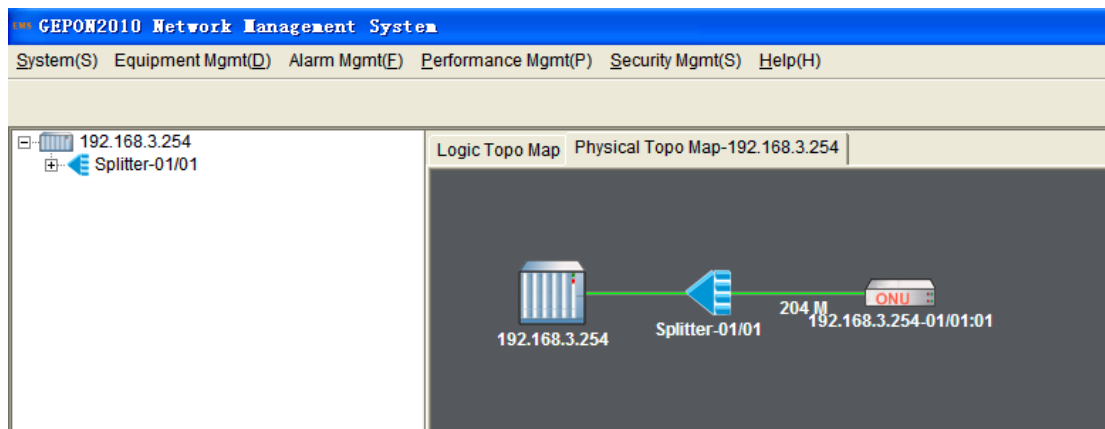 EMS GEPON2010 Network Management System
System(S) Equipment Mgmt(D) Alarm Mgmt(F) Performance Mgmt(P) Security Mgmt(S) Help(H)
192.168.3.254
Splitter-01/01
Logic Topo Map Physical Topo Map-192.168.3.254
ONU
204 M
192.168.3.254-01/01:01
Splitter-01/01
192.168.3.254